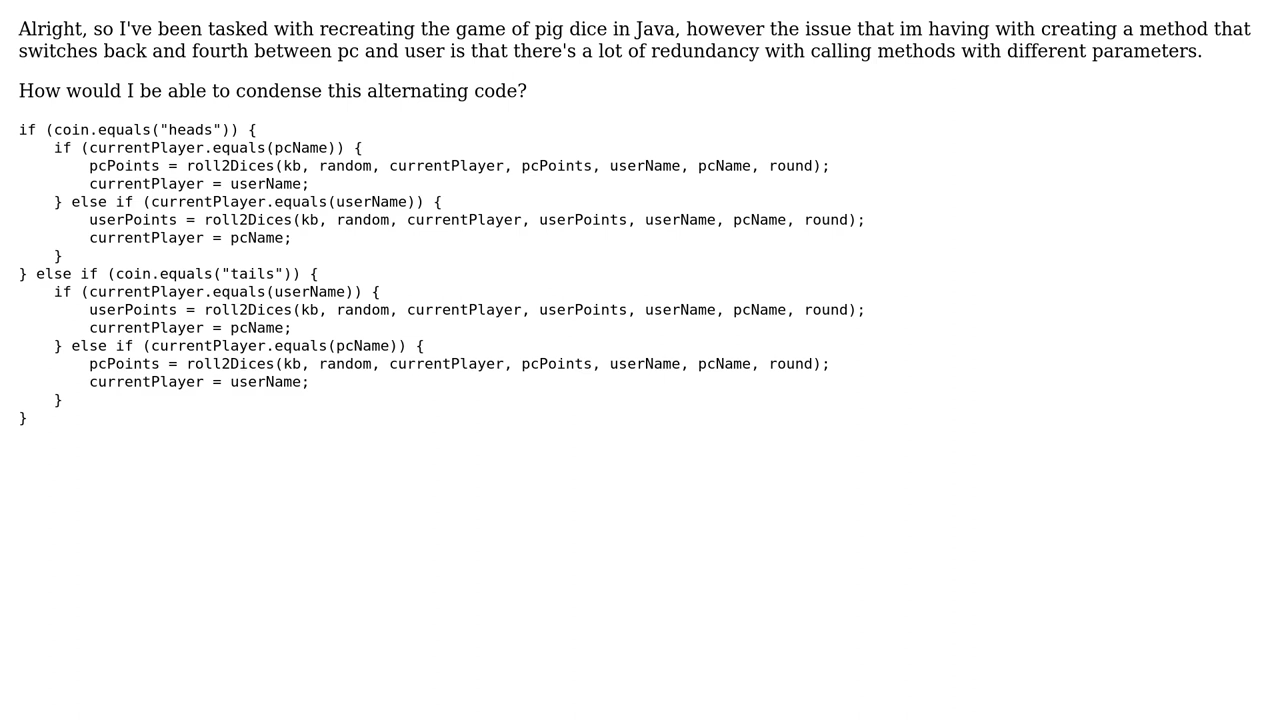 Alright, so I've been tasked with recreating the game of pig dice in Java, however the issue that im having with creating a method that
switches back and fourth between pc and user is that there's a lot of redundancy with calling methods with different parameters.
How would I be able to condense this alternating code?
if (coin.equals("heads")) {
    if (currentPlayer.equals(pcName)) {
        pcPoints = roll2Dices(kb, random, currentPlayer, pcPoints, userName, pcName, round);
        currentPlayer = userName;
    } else if (currentPlayer.equals(userName)) {
        userPoints = roll2Dices(kb, random, currentPlayer, userPoints, userName, pcName, round);
        currentPlayer = pcName;
    }
} else if (coin.equals("tails")) {
    if (currentPlayer.equals(userName)) {
        userPoints = roll2Dices(kb, random, currentPlayer, userPoints, userName, pcName, round);
        currentPlayer = pcName;
    } else if (currentPlayer.equals(pcName)) {
        pcPoints = roll2Dices(kb, random, currentPlayer, pcPoints, userName, pcName, round);
        currentPlayer = userName;
    }
}